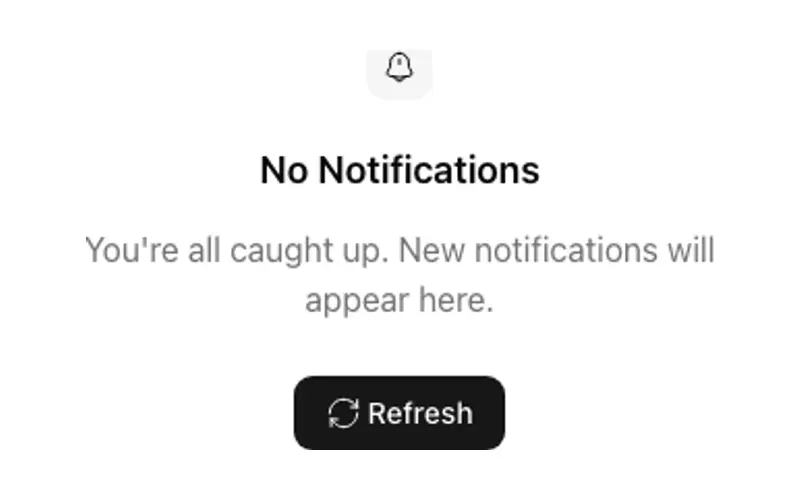 No Notifications
You're all caught up. New notifications will
appear here.
Refresh